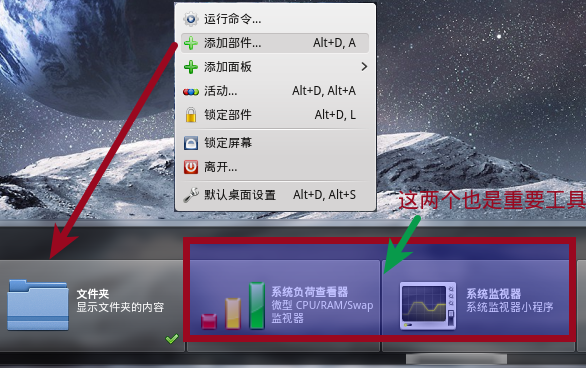 运行命令...
添加部件... Alt+D, A
添加面板
活动... Alt+D, Alt+A
锁定部件 Alt+D, L
锁定屏幕
离开...
默认桌面设置 Alt+D, Alt+S
这两个也是重要工具
文件夹
显示文件夹的内容
系统负荷查看器
微型 CPU/RAM/Swap
监视器
系统监视器
系统监视器小程序